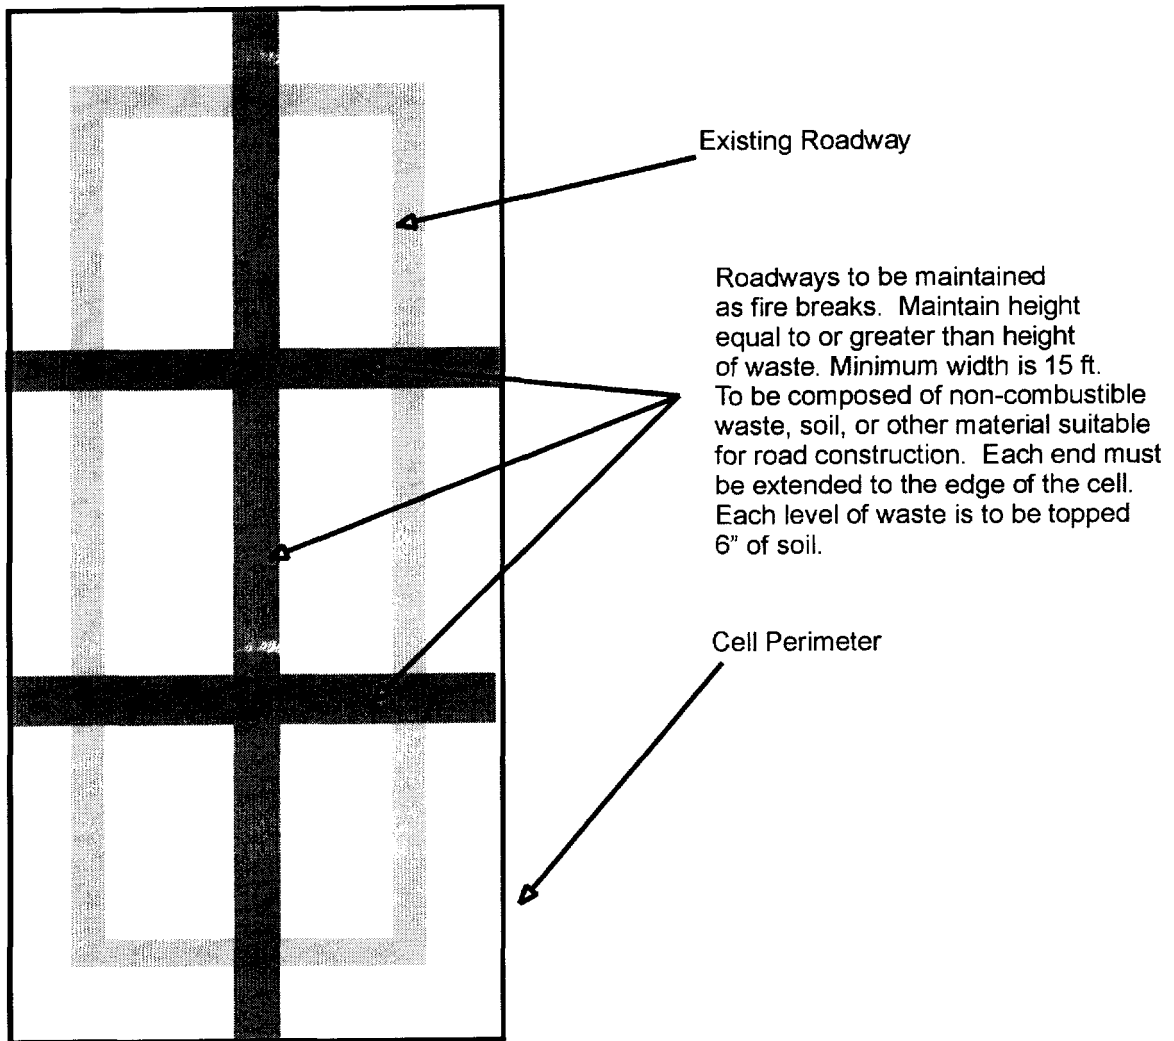 Existing Roadway
Roadways to be maintained
as fire breaks. Maintain height
equal to or greater than height
of waste. Minimum width is 15 ft.
To be composed of non-combustible
waste, soil, or other material suitable
for road construction. Each end must
be extended to the edge of the cell.
Each level of waste is to be topped
6" of soil.
Cell Perimeter